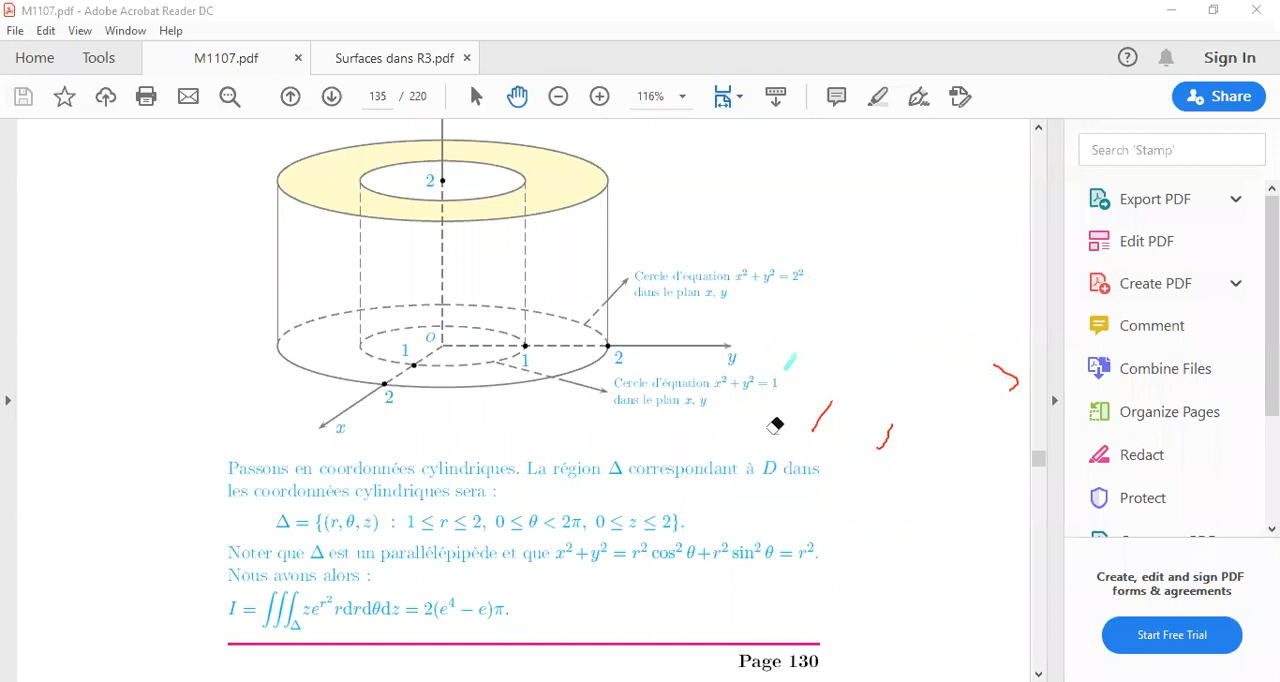 M1107.pdf - Adobe Acrobat Reader DC
File Edit View Window Help
Home Tools M1107.pdf × Surfaces dans R3.pdf × Sign In
135 / 220 116% Share
2
Cercle d'équation x² + y² = 2²
dans le plan x, y
O
1
1 2 y
Cercle d'équation x² + y² = 1
dans le plan x, y
2
x
Passons en coordonnées cylindriques. La région Δ correspondant à D dans
les coordonnées cylindriques sera :
Δ = {(r, θ, z) : 1 ≤ r ≤ 2, 0 ≤ θ < 2π, 0 ≤ z ≤ 2}.
Noter que Δ est un parallélépipède et que x² + y² = r² cos² θ + r² sin² θ = r².
Nous avons alors :
I = ∭_Δ ze^{r²} rdrdθdz = 2(e⁴ − e)π.
Page 130
Search 'Stamp'
Export PDF
Edit PDF
Create PDF
Comment
Combine Files
Organize Pages
Redact
Protect
Create, edit and sign PDF
forms & agreements
Start Free Trial